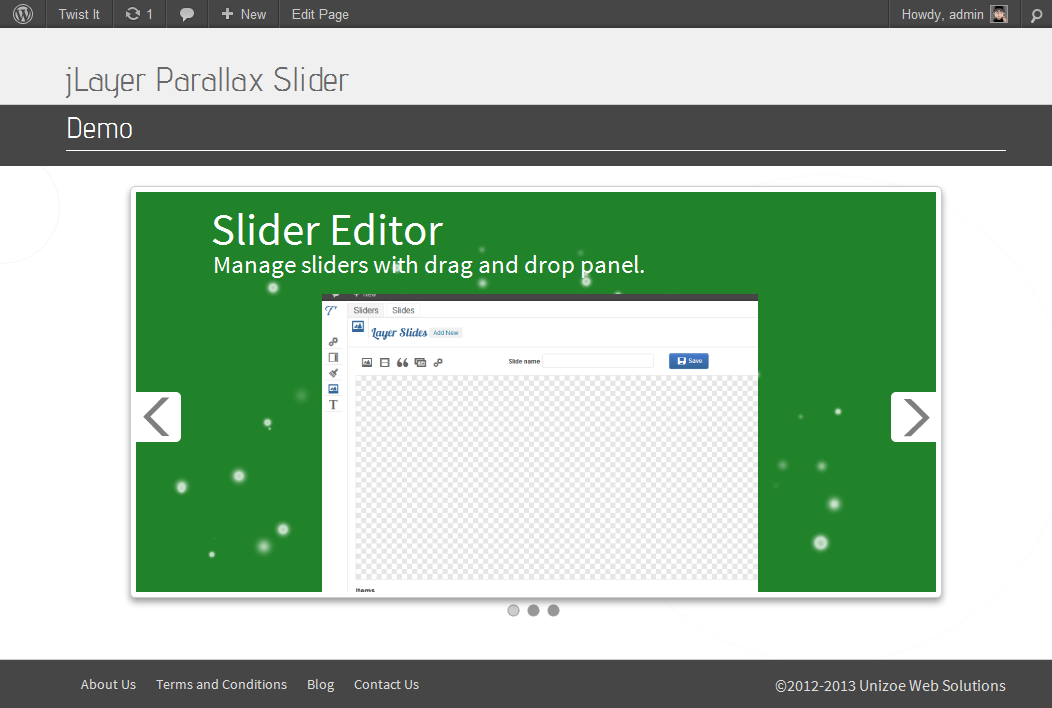 Twist It 1 New Edit Page Howdy, admin
jLayer Parallax Slider
Demo
Slider Editor
Manage sliders with drag and drop panel.
New
Sliders Slides
Layer Slides Add New
Slide name Save
T
Items
About Us Terms and Conditions Blog Contact Us ©2012-2013 Unizoe Web Solutions